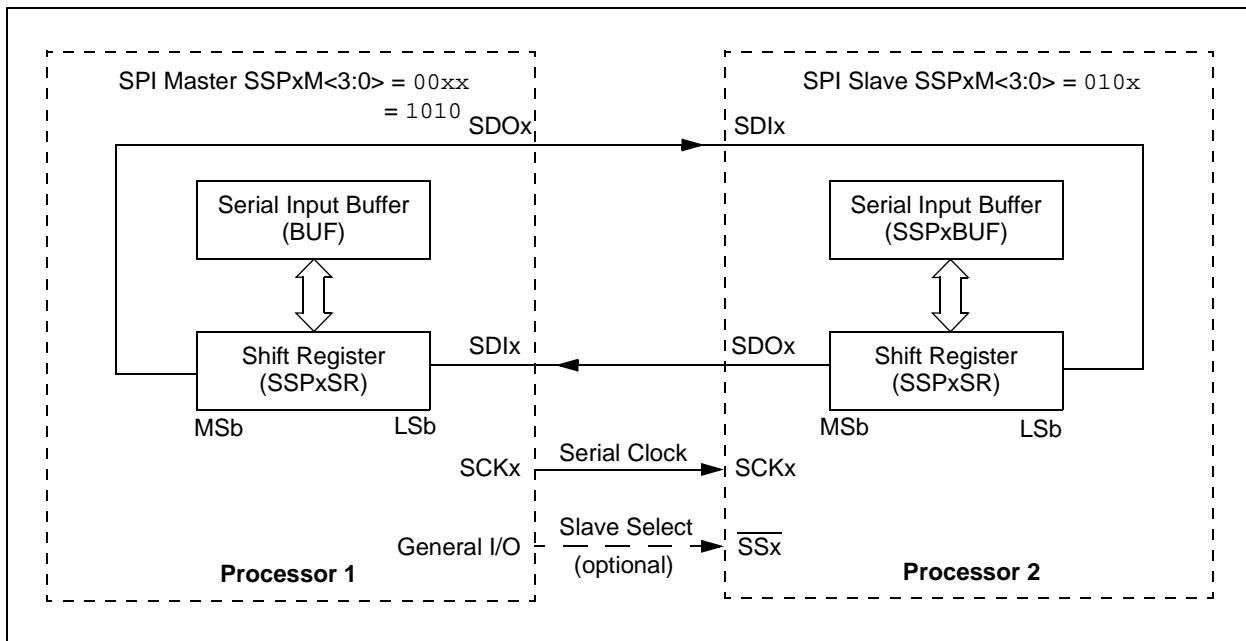 SPI Master SSPxM<3:0> = 00xx
= 1010
SPI Slave SSPxM<3:0> = 010x
SDOx
SDIx
Serial Input Buffer
(BUF)
Serial Input Buffer
(SSPxBUF)
SDIx
SDOx
Shift Register
(SSPxSR)
Shift Register
(SSPxSR)
MSb
LSb
MSb
LSb
SCKx
Serial Clock
SCKx
General I/O
Slave Select
(optional)
S̅S̅x̅
Processor 1
Processor 2